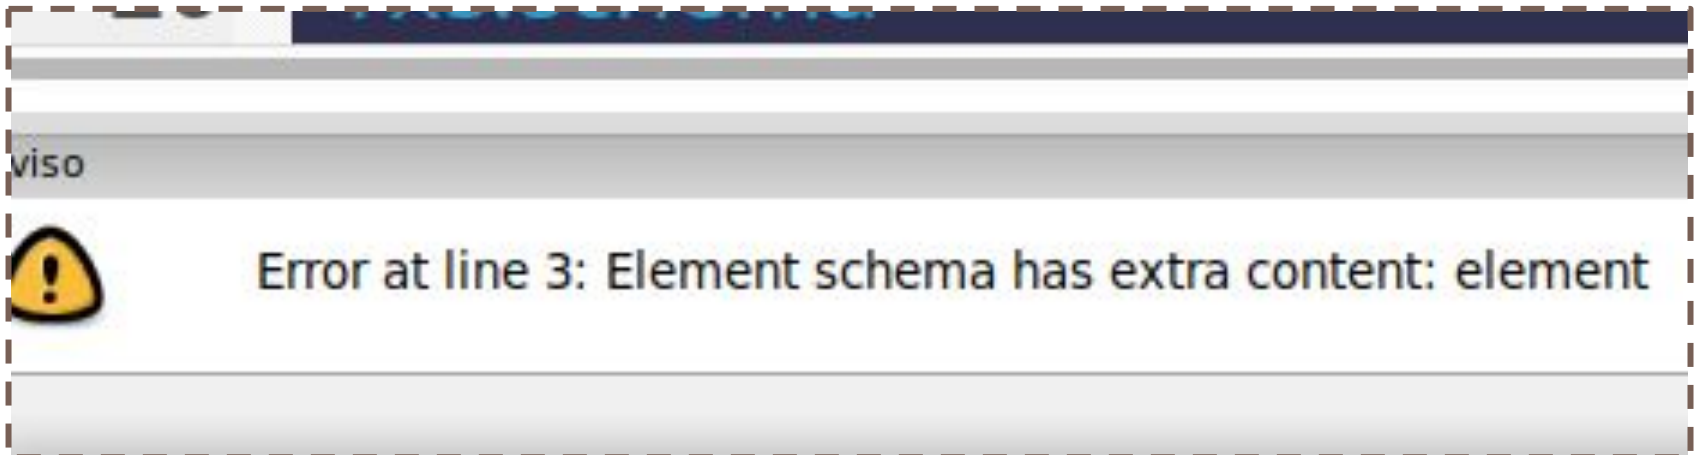 viso
Error at line 3: Element schema has extra content: element